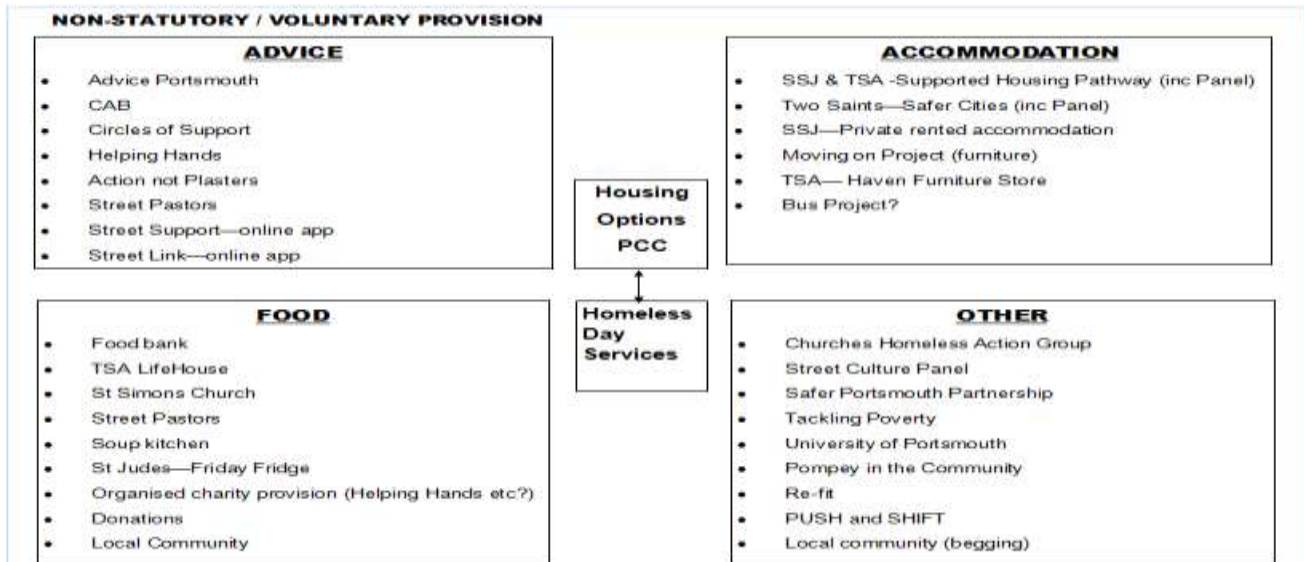 NON-STATUTORY / VOLUNTARY PROVISION
ADVICE
• Advice Portsmouth
• CAB
• Circles of Support
• Helping Hands
• Action not Plasters
• Street Pastors
• Street Support—online app
• Street Link—online app
Housing
Options
PCC
ACCOMMODATION
• SSJ & TSA -Supported Housing Pathway (inc Panel)
• Two Saints—Safer Cities (inc Panel)
• SSJ—Private rented accommodation
• Moving on Project (furniture)
• TSA— Haven Furniture Store
• Bus Project?
FOOD
• Food bank
• TSA LifeHouse
• St Simons Church
• Street Pastors
• Soup kitchen
• St Judes—Friday Fridge
• Organised charity provision (Helping Hands etc?)
• Donations
• Local Community
Homeless
Day
Services
OTHER
• Churches Homeless Action Group
• Street Culture Panel
• Safer Portsmouth Partnership
• Tackling Poverty
• University of Portsmouth
• Pompey in the Community
• Re-fit
• PUSH and SHIFT
• Local community (begging)